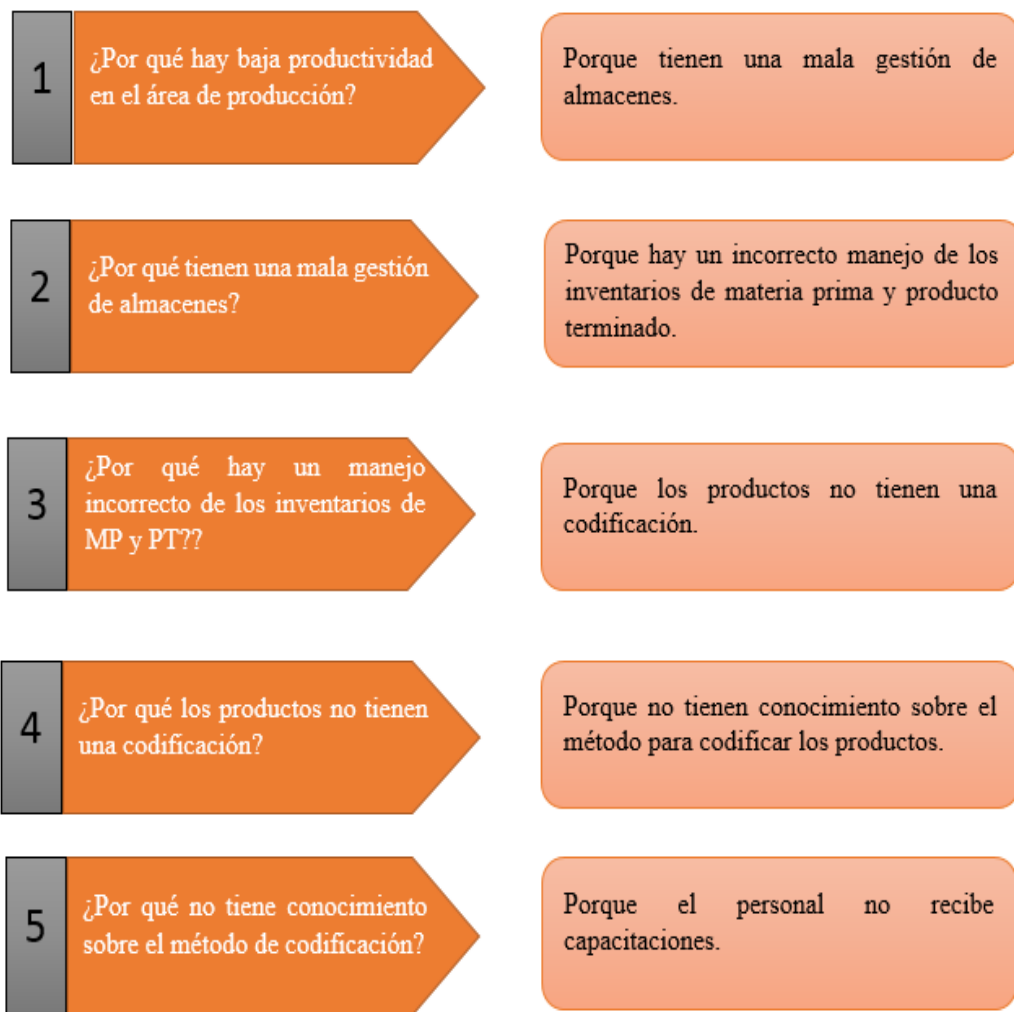 1
¿Por qué hay baja productividad
en el área de producción?
Porque tienen una mala gestión de
almacenes.
2
¿Por qué tienen una mala gestión
de almacenes?
Porque hay un incorrecto manejo de los
inventarios de materia prima y producto
terminado.
3
¿Por qué hay un manejo
incorrecto de los inventarios de
MP y PT??
Porque los productos no tienen una
codificación.
4
¿Por qué los productos no tienen
una codificación?
Porque no tienen conocimiento sobre el
método para codificar los productos.
5
¿Por qué no tiene conocimiento
sobre el método de codificación?
Porque el personal no recibe
capacitaciones.